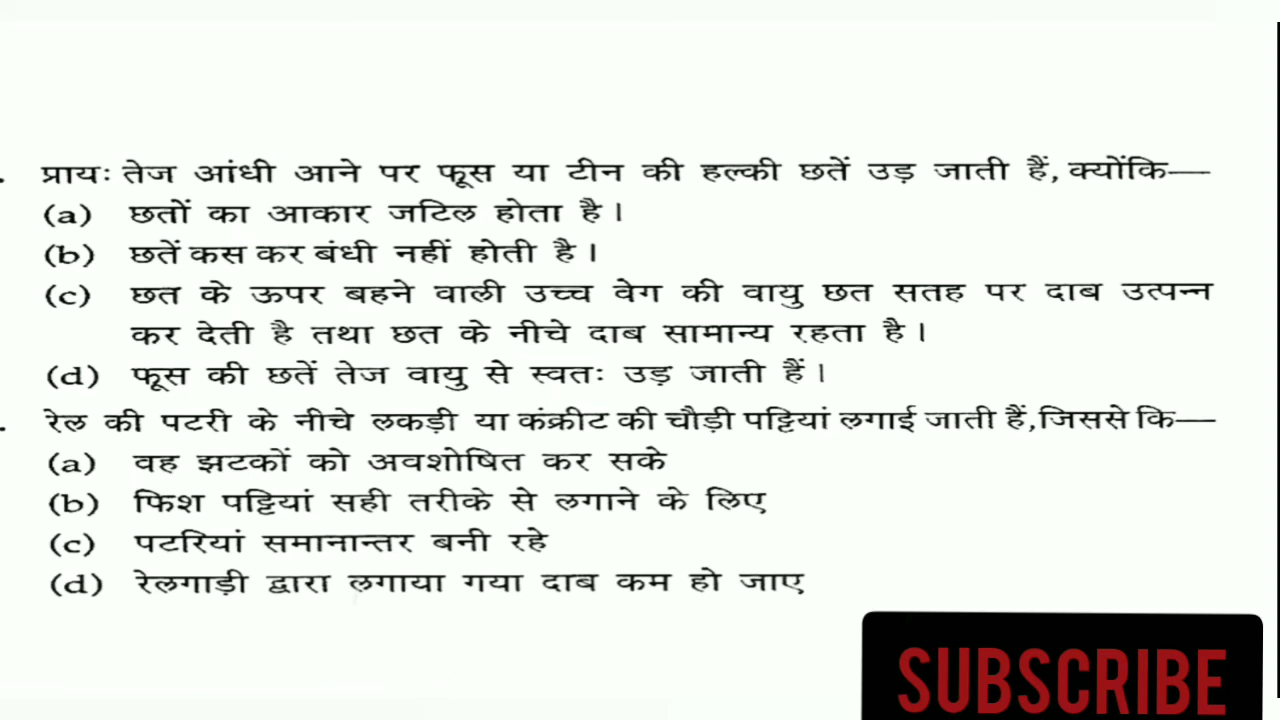 . प्रायः तेज आंधी आने पर फूस या टीन की हल्की छतें उड़ जाती हैं, क्योंकि—
(a) छतों का आकार जटिल होता है।
(b) छतें कस कर बंधी नहीं होती है।
(c) छत के ऊपर बहने वाली उच्च वेग की वायु छत सतह पर दाब उत्पन्न
कर देती है तथा छत के नीचे दाब सामान्य रहता है।
(d) फूस की छतें तेज वायु से स्वतः उड़ जाती हैं।
. रेल की पटरी के नीचे लकड़ी या कंक्रीट की चौड़ी पट्टियां लगाई जाती हैं,जिससे कि—
(a) वह झटकों को अवशोषित कर सके
(b) फिश पट्टियां सही तरीके से लगाने के लिए
(c) पटरियां समानान्तर बनी रहे
(d) रेलगाड़ी द्वारा लगाया गया दाब कम हो जाए
SUBSCRIBE